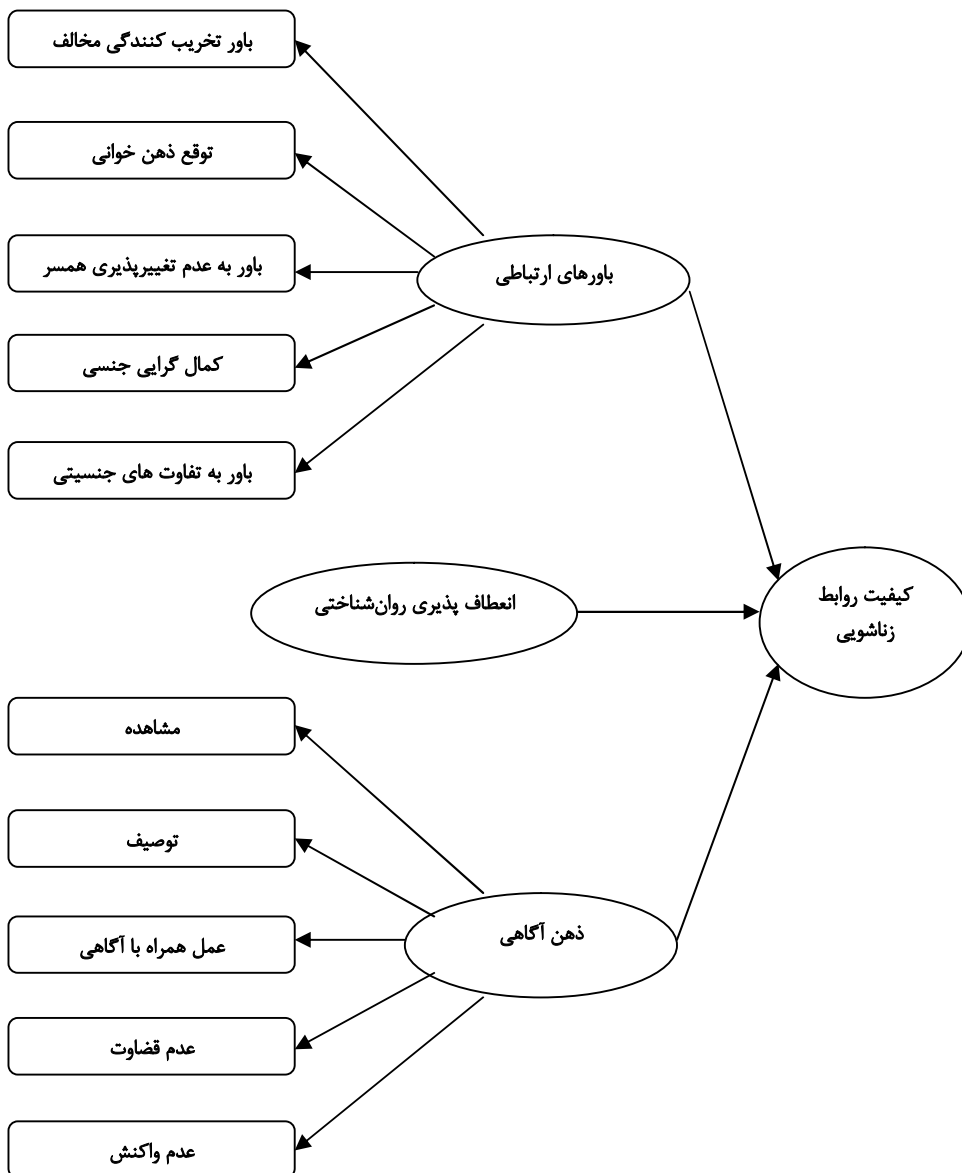 باور تخریب کنندگی مخالف
توقع ذهن خوانی
باور به عدم تغییرپذیری همسر
باورهای ارتباطی
کمال گرایی جنسی
باور به تفاوت های جنسیتی
کیفیت روابط
زناشویی
انعطاف پذیری روان‌شناختی
مشاهده
توصیف
ذهن آگاهی
عمل همراه با آگاهی
عدم قضاوت
عدم واکنش